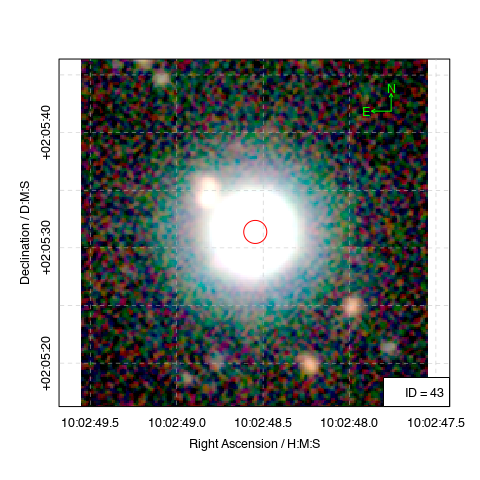 N
E
+02:05:40
+02:05:30
+02:05:20
Declination / D:M:S
ID = 43
10:02:49.5 10:02:49.0 10:02:48.5 10:02:48.0 10:02:47.5
Right Ascension / H:M:S